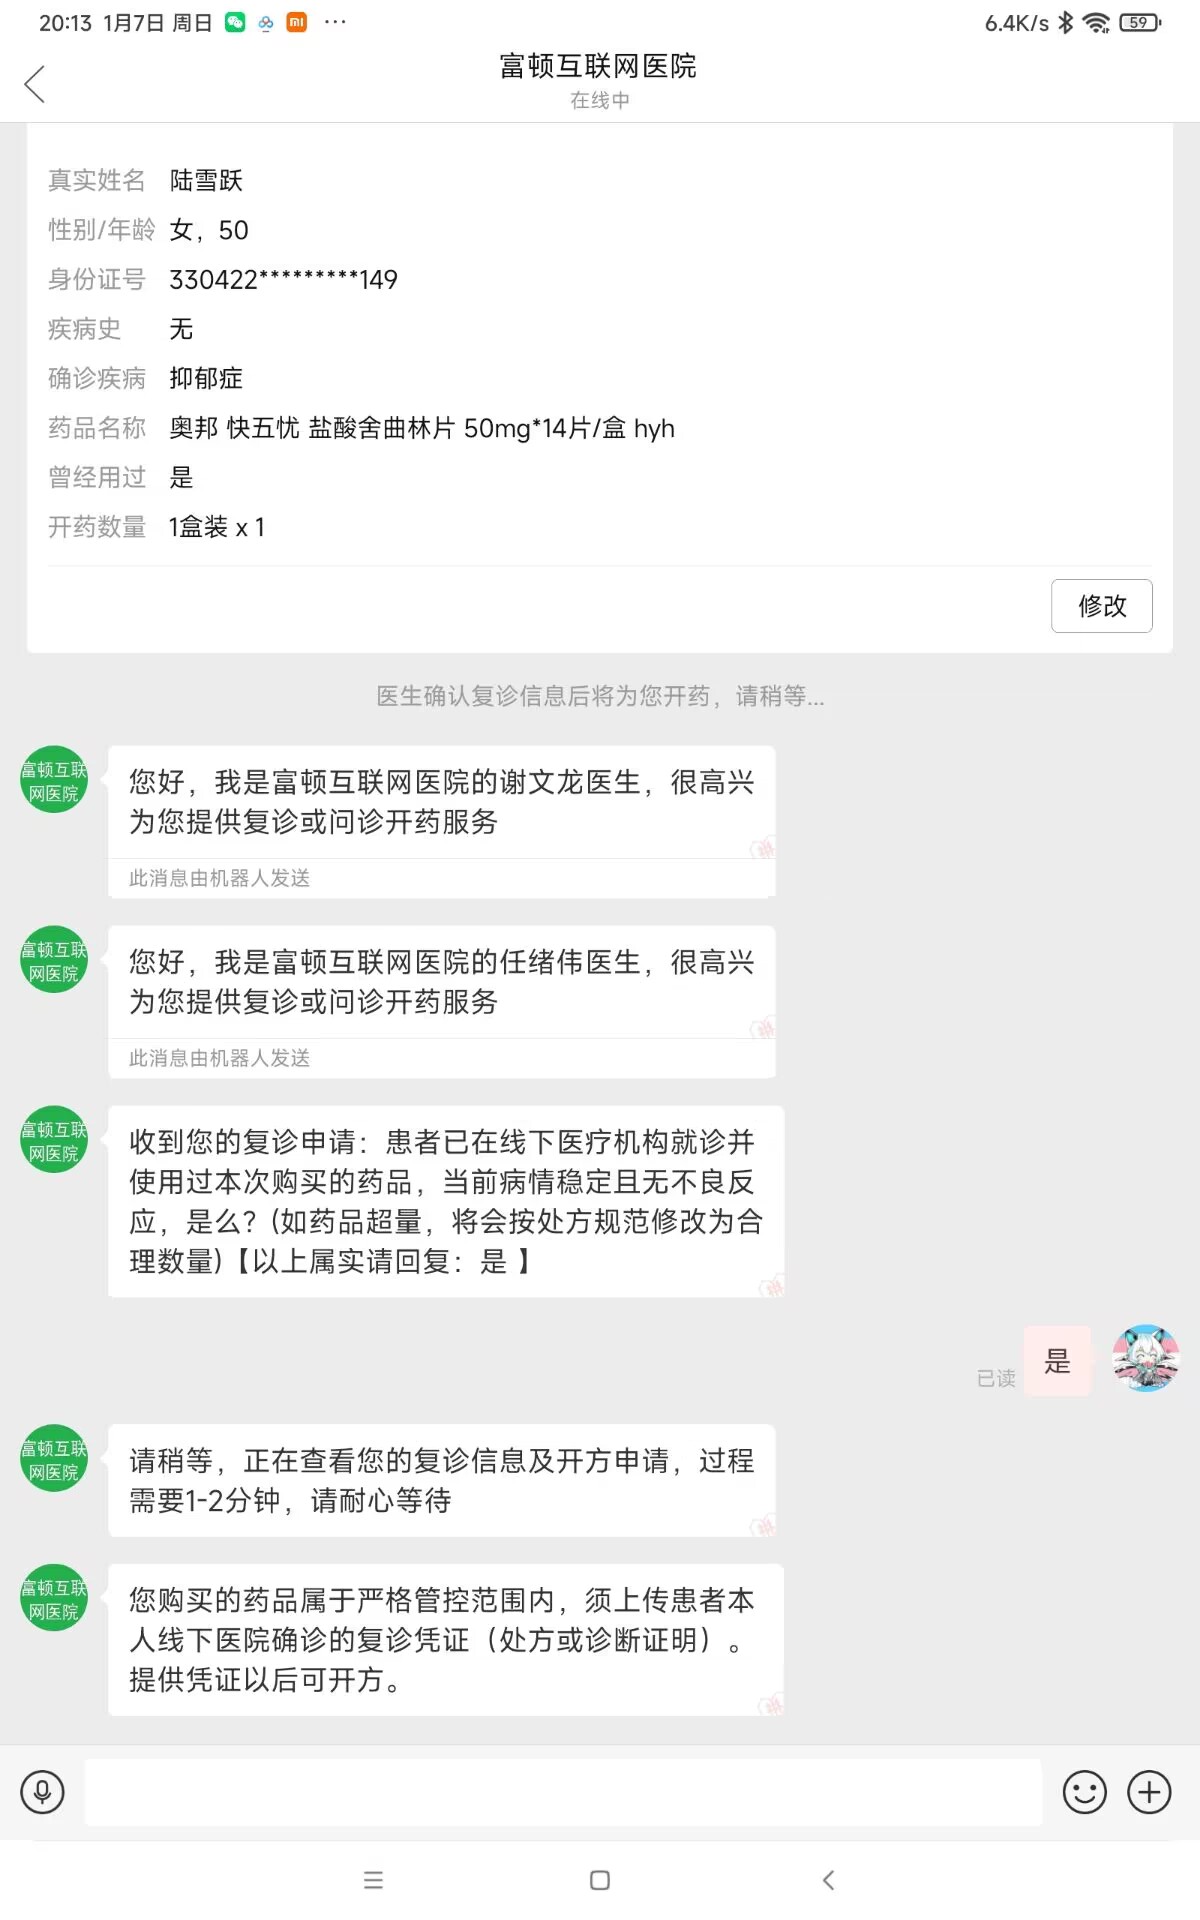 20:13 1月7日 周日 ···
6.4K/s 59
富顿互联网医院
在线中
真实姓名 陆雪跃
性别/年龄 女，50
身份证号 330422*********149
疾病史 无
确诊疾病 抑郁症
药品名称 奥邦 快五忧 盐酸舍曲林片 50mg*14片/盒 hyh
曾经用过 是
开药数量 1盒装 x 1
修改
医生确认复诊信息后将为您开药，请稍等...
富顿互联
网医院
您好，我是富顿互联网医院的谢文龙医生，很高兴
为您提供复诊或问诊开药服务
此消息由机器人发送
富顿互联
网医院
您好，我是富顿互联网医院的任绪伟医生，很高兴
为您提供复诊或问诊开药服务
此消息由机器人发送
富顿互联
网医院
收到您的复诊申请：患者已在线下医疗机构就诊并
使用过本次购买的药品，当前病情稳定且无不良反
应，是么？(如药品超量，将会按处方规范修改为合
理数量)【以上属实请回复：是 】
已读
是
富顿互联
网医院
请稍等，正在查看您的复诊信息及开方申请，过程
需要1-2分钟，请耐心等待
富顿互联
网医院
您购买的药品属于严格管控范围内，须上传患者本
人线下医院确诊的复诊凭证（处方或诊断证明）。
提供凭证以后可开方。